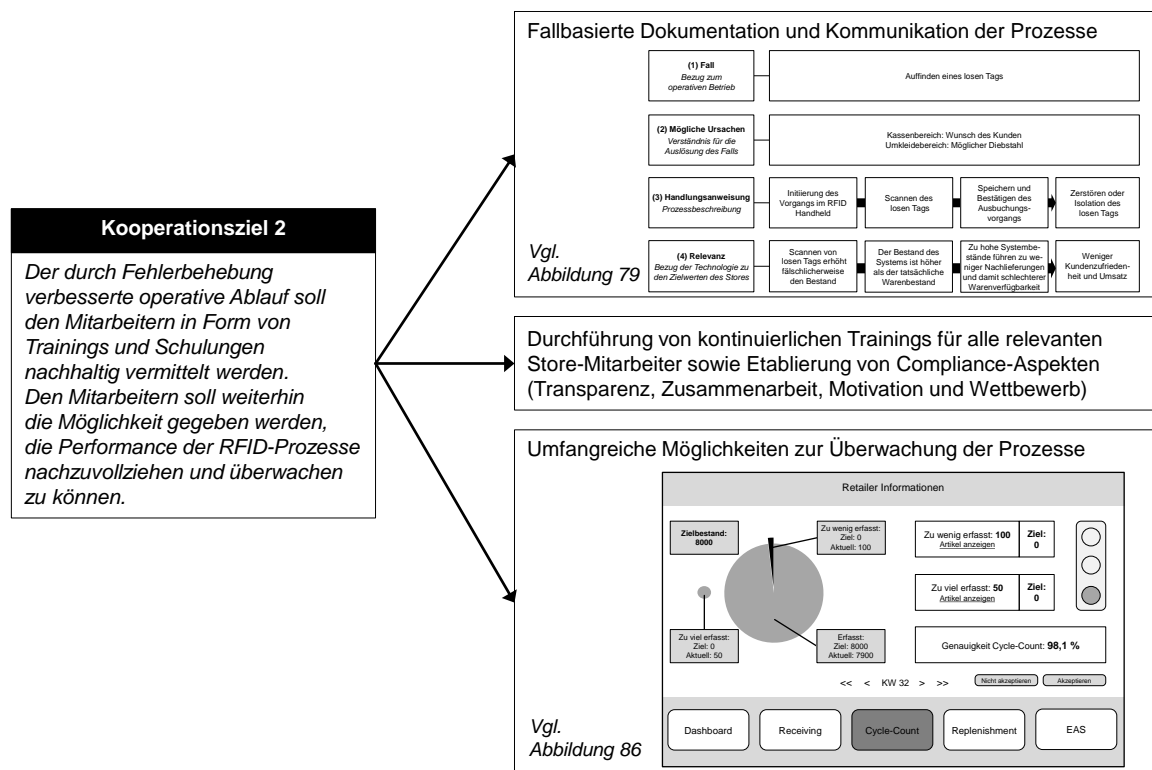 Kooperationsziel 2
Der durch Fehlerbehebung
verbesserte operative Ablauf soll
den Mitarbeitern in Form von
Trainings und Schulungen
nachhaltig vermittelt werden.
Den Mitarbeitern soll weiterhin
die Möglichkeit gegeben werden,
die Performance der RFID-Prozesse
nachzuvollziehen und überwachen
zu können.
Fallbasierte Dokumentation und Kommunikation der Prozesse
(1) Fall
Bezug zum
operativen Betrieb
Auffinden eines losen Tags
(2) Mögliche Ursachen
Verständnis für die
Auslösung des Falls
Kassenbereich: Wunsch des Kunden
Umkleidebereich: Möglicher Diebstahl
(3) Handlungsanweisung
Prozessbeschreibung
Initiierung des
Vorgangs im RFID
Handheld
Scannen des
losen Tags
Speichern und
Bestätigen des
Ausbuchungs-
vorgangs
Zerstören oder
Isolation des
losen Tags
(4) Relevanz
Bezug der Technologie zu
den Zielwerten des Stores
Scannen von
losen Tags erhöht
fälschlicherweise
den Bestand
Der Bestand des
Systems ist höher
als der tatsächliche
Warenbestand
Zu hohe Systembe-
stände führen zu we-
niger Nachlieferungen
und damit schlechterer
Warenverfügbarkeit
Weniger
Kundenzufrieden-
heit und Umsatz
Vgl.
Abbildung 79
Durchführung von kontinuierlichen Trainings für alle relevanten
Store-Mitarbeiter sowie Etablierung von Compliance-Aspekten
(Transparenz, Zusammenarbeit, Motivation und Wettbewerb)
Umfangreiche Möglichkeiten zur Überwachung der Prozesse
Retailer Informationen
Zielbestand:
8000
Zu wenig erfasst:
Ziel: 0
Aktuell: 100
Zu viel erfasst:
Ziel: 0
Aktuell: 50
Erfasst:
Ziel: 8000
Aktuell: 7900
Zu wenig erfasst: 100
Artikel anzeigen
Ziel:
0
Zu viel erfasst: 50
Artikel anzeigen
Ziel:
0
Genauigkeit Cycle-Count: 98,1 %
<< < KW 32 > >>
Nicht akzeptieren
Akzeptieren
Dashboard
Receiving
Cycle-Count
Replenishment
EAS
Vgl.
Abbildung 86